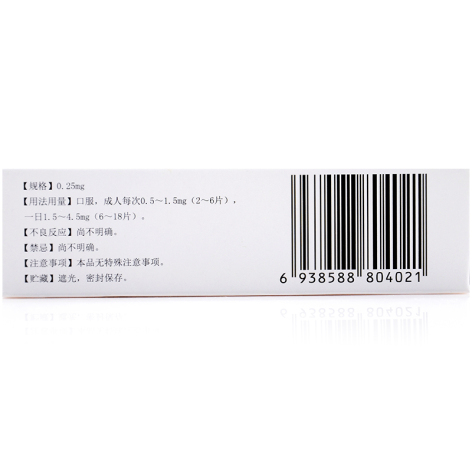 【规格】0.25mg
【用法用量】口服，成人每次0.5～1.5mg（2～6片），
一日1.5～4.5mg（6～18片）。
【不良反应】尚不明确。
【禁忌】尚不明确。
【注意事项】本品无特殊注意事项。
【贮藏】遮光，密封保存。
6 938588 804021